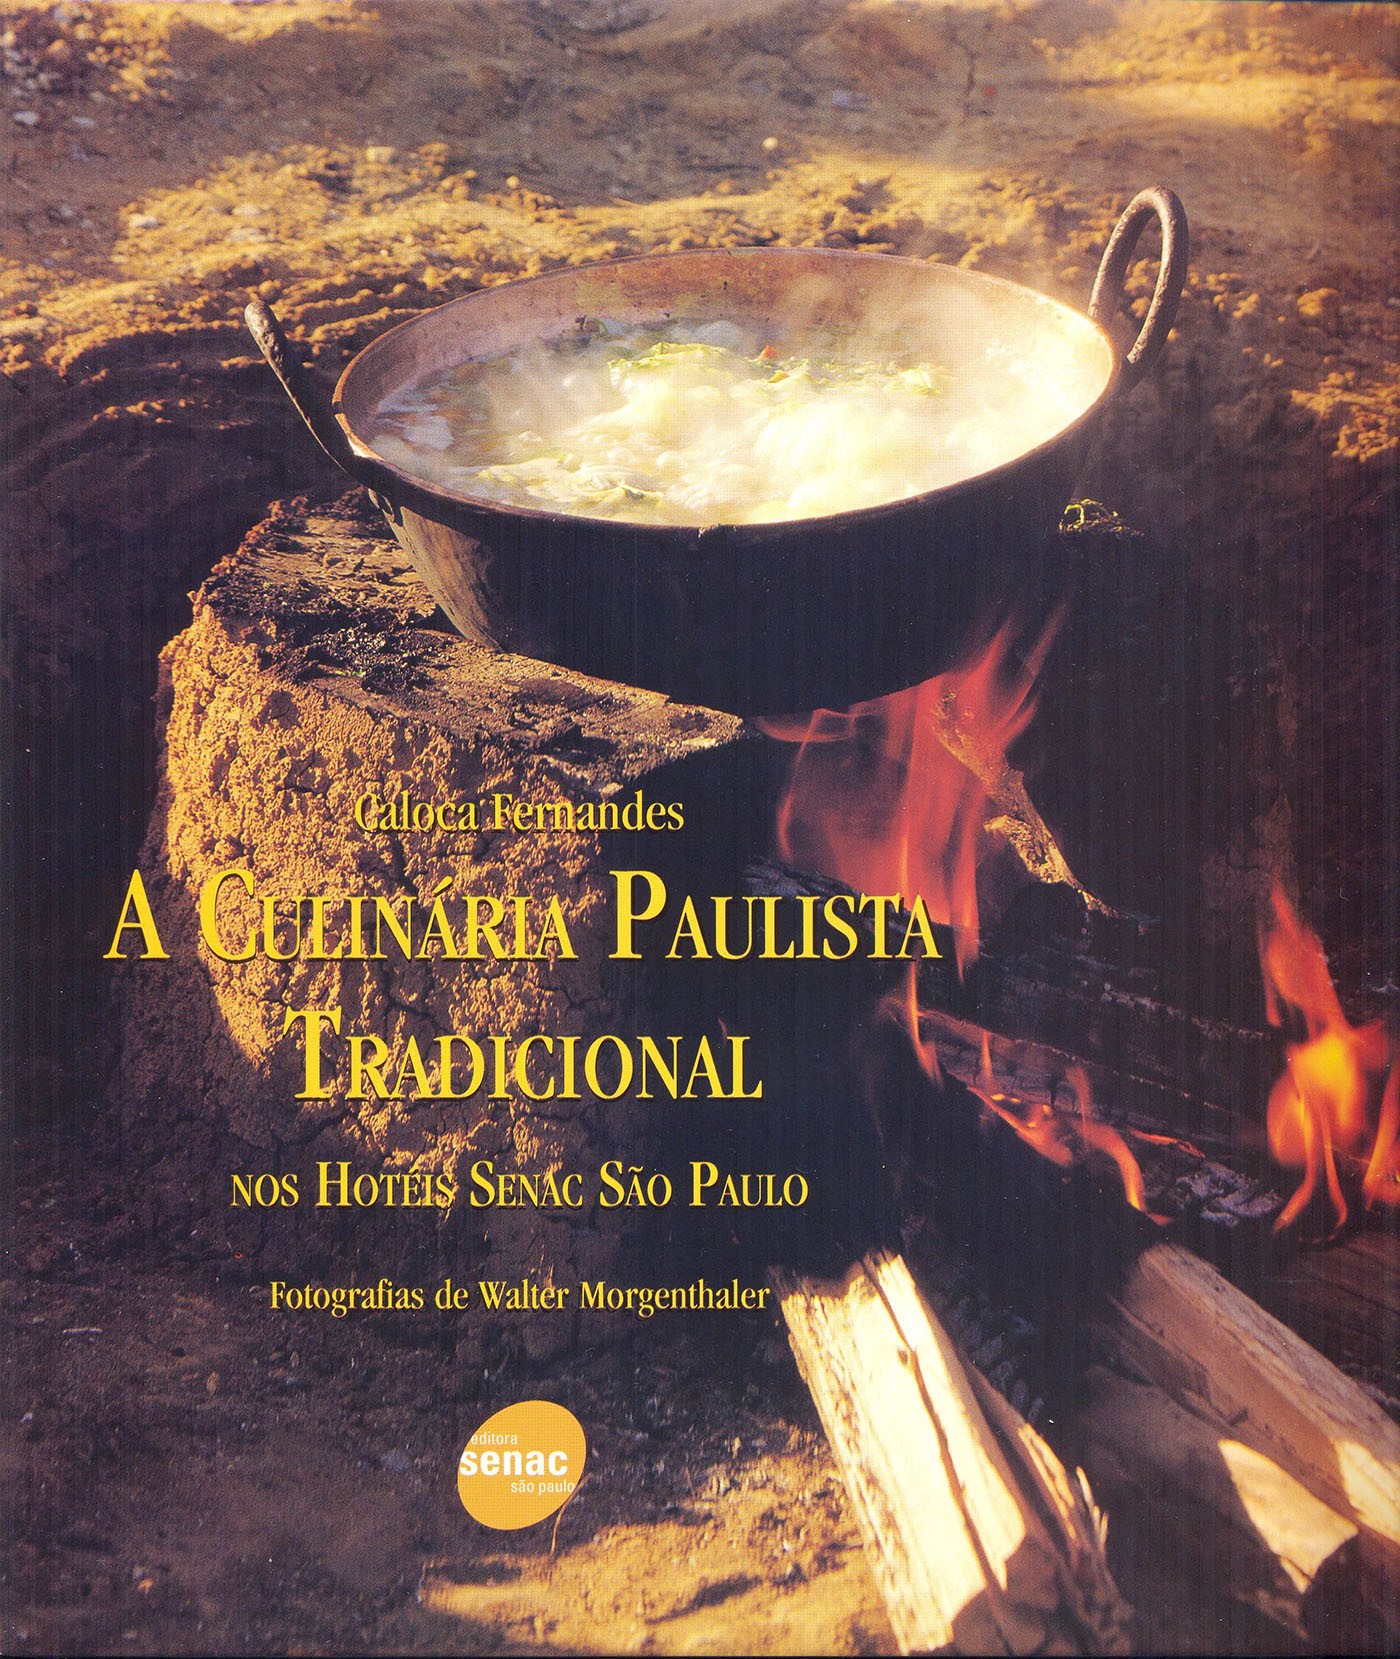 Caloca Fernandes
A Culinária Paulista
Tradicional
nos Hotéis Senac São Paulo
Fotografias de Walter Morgenthaler
editora
senac
são paulo